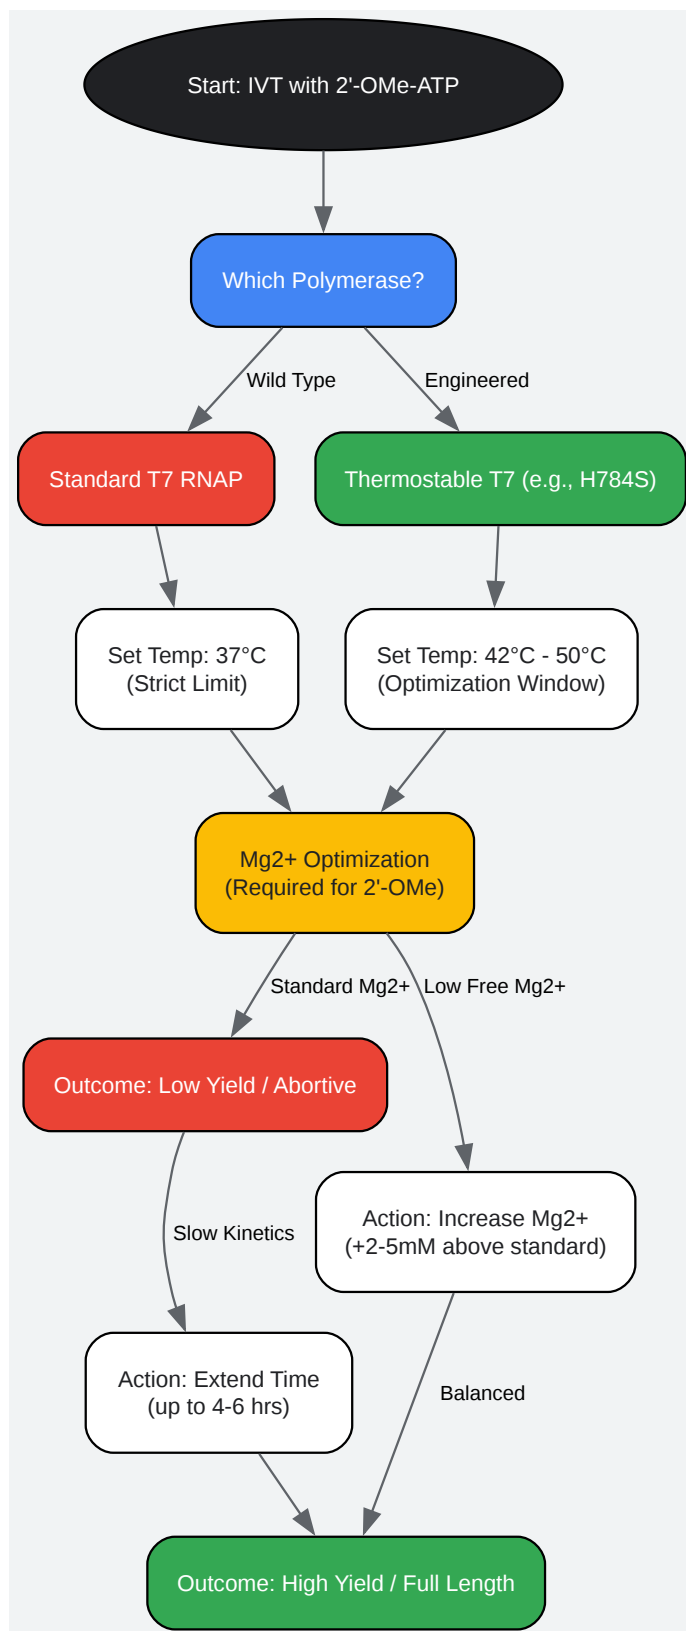 Start: IVT with 2'-OMe-ATP
Which Polymerase?
Wild Type
Engineered
Standard T7 RNAP
Thermostable T7 (e.g., H784S)
Set Temp: 37°C
(Strict Limit)
Set Temp: 42°C - 50°C
(Optimization Window)
Mg2+ Optimization
(Required for 2'-OMe)
Standard Mg2+
Low Free Mg2+
Outcome: Low Yield / Abortive
Action: Increase Mg2+
(+2-5mM above standard)
Slow Kinetics
Action: Extend Time
(up to 4-6 hrs)
Balanced
Outcome: High Yield / Full Length